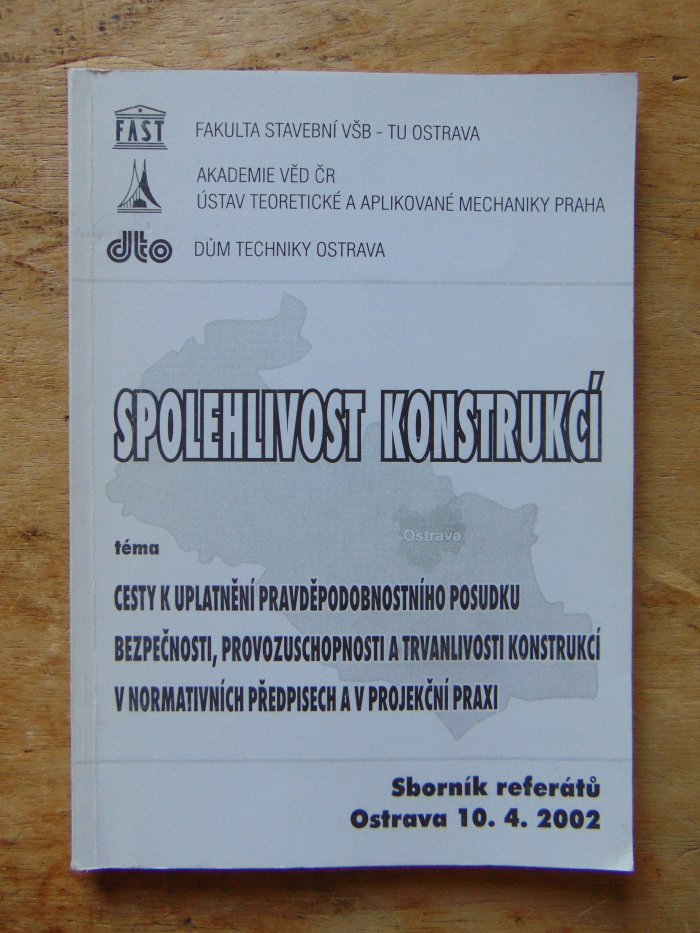 FAST
FAKULTA STAVEBNÍ VŠB - TU OSTRAVA
AKADEMIE VĚD ČR
ÚSTAV TEORETICKÉ A APLIKOVANÉ MECHANIKY PRAHA
dto
DŮM TECHNIKY OSTRAVA
SPOLEHLIVOST KONSTRUKCÍ
Ostrava
téma
CESTY K UPLATNĚNÍ PRAVDĚPODOBNOSTNÍHO POSUDKU
BEZPEČNOSTI, PROVOZUSCHOPNOSTI A TRVANLIVOSTI KONSTRUKCÍ
V NORMATIVNÍCH PŘEDPISECH A V PROJEKČNÍ PRAXI
Sborník referátů
Ostrava 10. 4. 2002